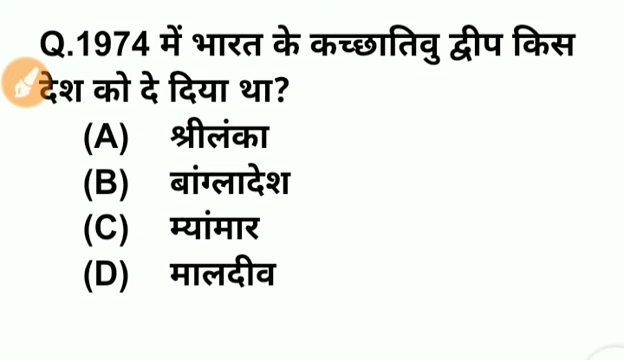 Q.1974 में भारत के कच्छातिवु द्वीप किस
देश को दे दिया था?
(A) श्रीलंका
(B) बांग्लादेश
(C) म्यांमार
(D) मालदीव